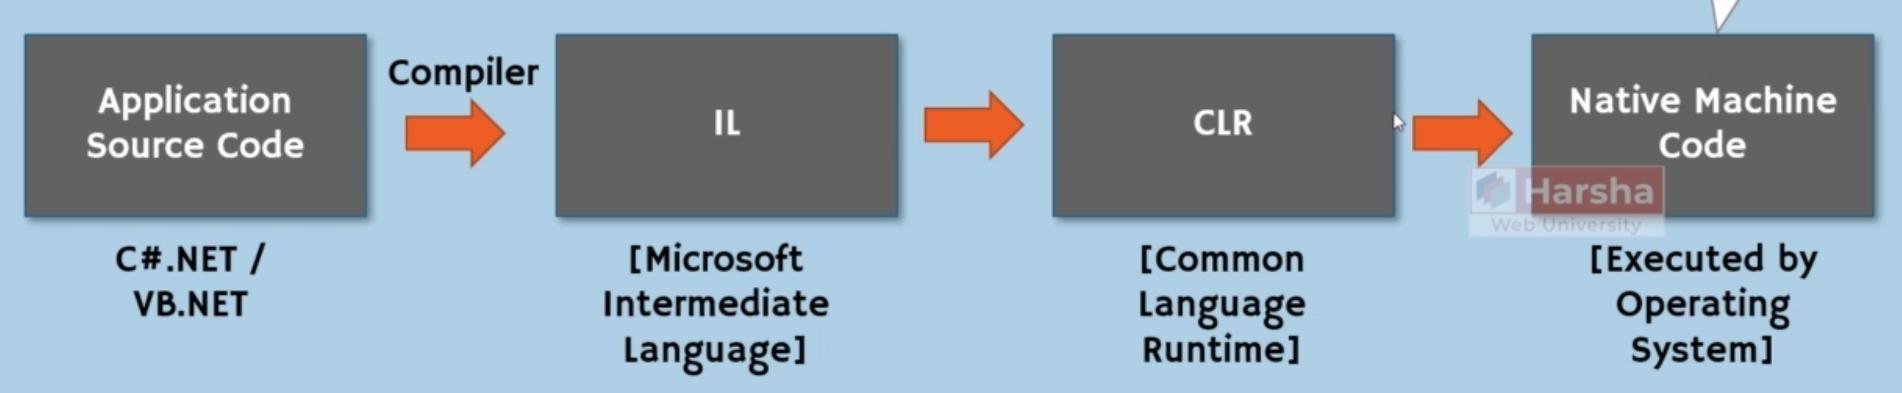 Application
Source Code
Compiler
IL
CLR
Native Machine
Code
Harsha
Web University
C#.NET /
VB.NET
[Microsoft
Intermediate
Language]
[Common
Language
Runtime]
[Executed by
Operating
System]